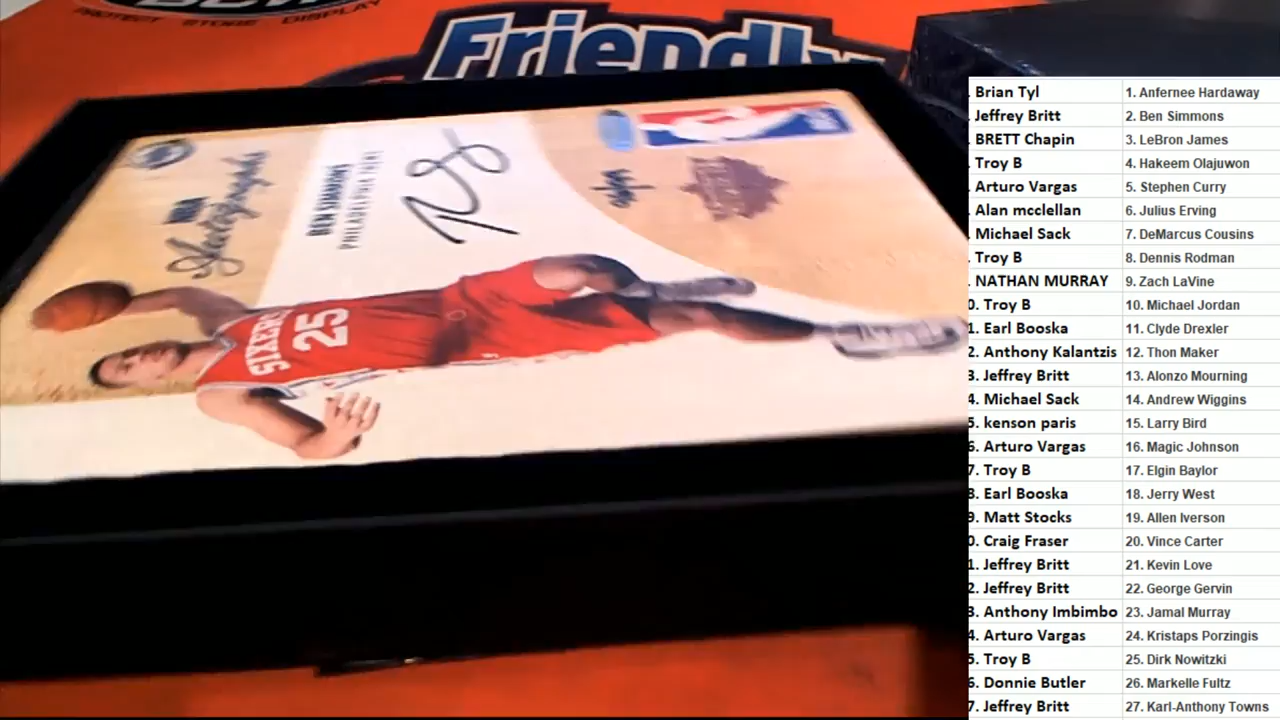 PROTECT STORE DISPLAY
Friendly
BEN SIMMONS
SIXERS
25
Brian Tyl 1. Anfernee Hardaway
Jeffrey Britt 2. Ben Simmons
BRETT Chapin 3. LeBron James
Troy B 4. Hakeem Olajuwon
Arturo Vargas 5. Stephen Curry
Alan mcclellan 6. Julius Erving
Michael Sack 7. DeMarcus Cousins
Troy B 8. Dennis Rodman
NATHAN MURRAY 9. Zach LaVine
0. Troy B 10. Michael Jordan
1. Earl Booska 11. Clyde Drexler
2. Anthony Kalantzis 12. Thon Maker
3. Jeffrey Britt 13. Alonzo Mourning
4. Michael Sack 14. Andrew Wiggins
5. kenson paris 15. Larry Bird
6. Arturo Vargas 16. Magic Johnson
7. Troy B 17. Elgin Baylor
8. Earl Booska 18. Jerry West
9. Matt Stocks 19. Allen Iverson
0. Craig Fraser 20. Vince Carter
1. Jeffrey Britt 21. Kevin Love
2. Jeffrey Britt 22. George Gervin
3. Anthony Imbimbo 23. Jamal Murray
4. Arturo Vargas 24. Kristaps Porzingis
5. Troy B 25. Dirk Nowitzki
6. Donnie Butler 26. Markelle Fultz
7. Jeffrey Britt 27. Karl-Anthony Towns